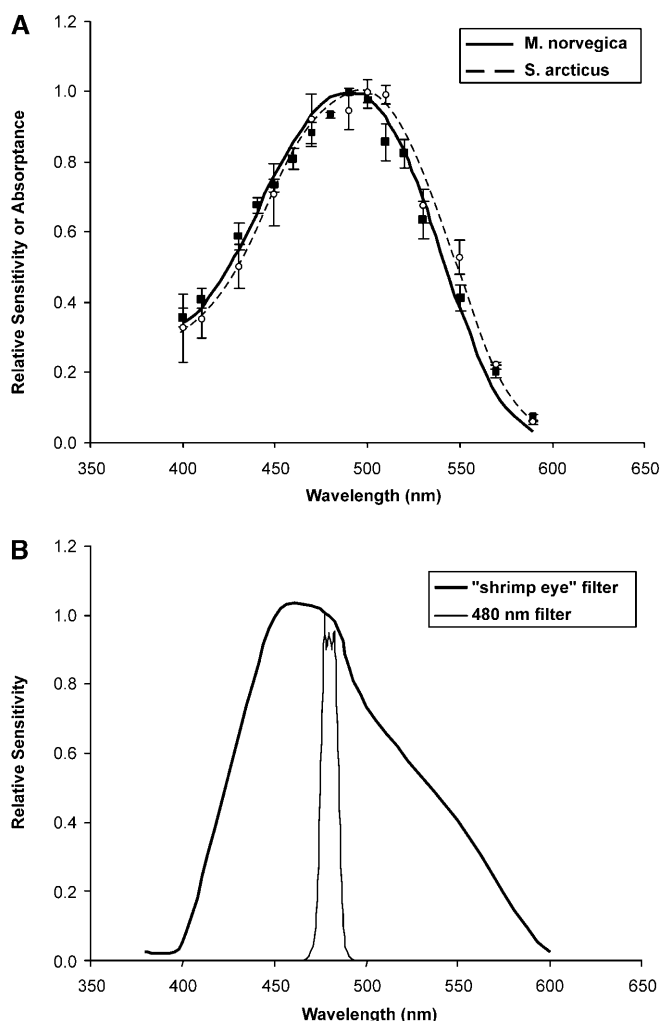 A
1.2
1.0
0.8
0.6
0.4
0.2
0.0
Relative Sensitivity or Absorptance
M. norvegica
S. arcticus
350 400 450 500 550 600 650
Wavelength (nm)
B
1.2
1.0
0.8
0.6
0.4
0.2
0.0
Relative Sensitivity
"shrimp eye" filter
480 nm filter
350 400 450 500 550 600 650
Wavelength (nm)